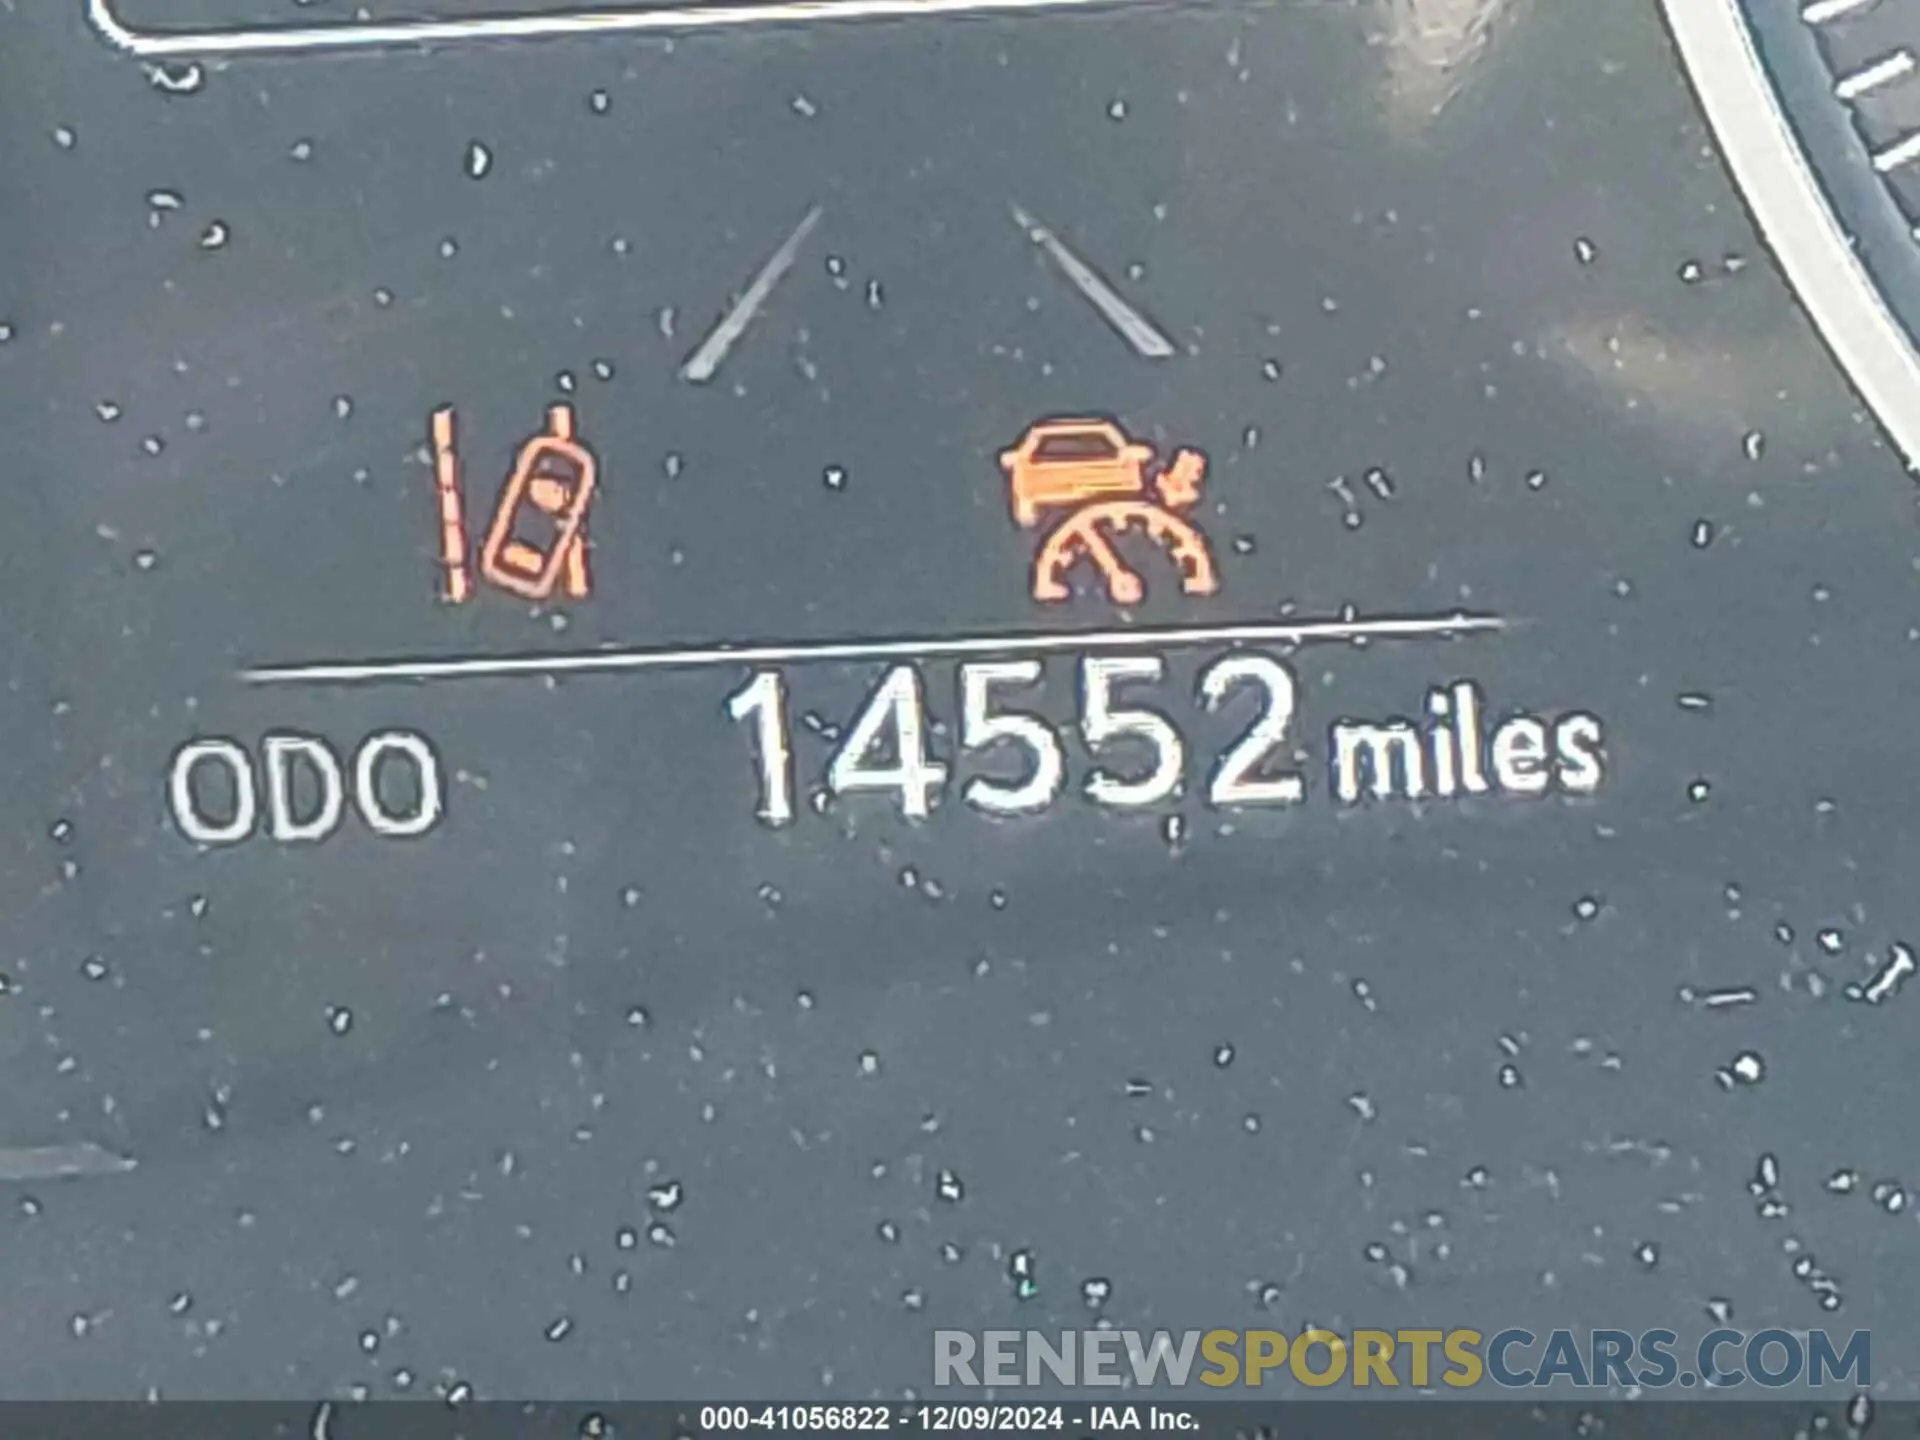 ODO 14552 miles
RENEWSPORTSCARS.COM
000-41056822 - 12/09/2024 - IAA Inc.